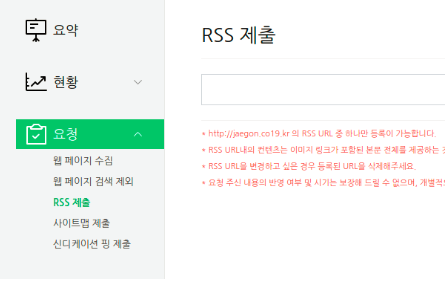 요약
현황
요청
웹 페이지 수집
웹 페이지 검색 제외
RSS 제출
사이트맵 제출
신디케이션 핑 제출
RSS 제출
* http://jaegon.co19.kr 의 RSS URL 중 하나만 등록이 가능합니다.
* RSS URL내의 컨텐츠는 이미지 링크가 포함된 본문 전체를 제공하는
* RSS URL을 변경하고 싶은 경우 등록된 URL을 삭제해주세요.
* 요청 주신 내용의 반영 여부 및 시기는 보장해 드릴 수 없으며, 개별적